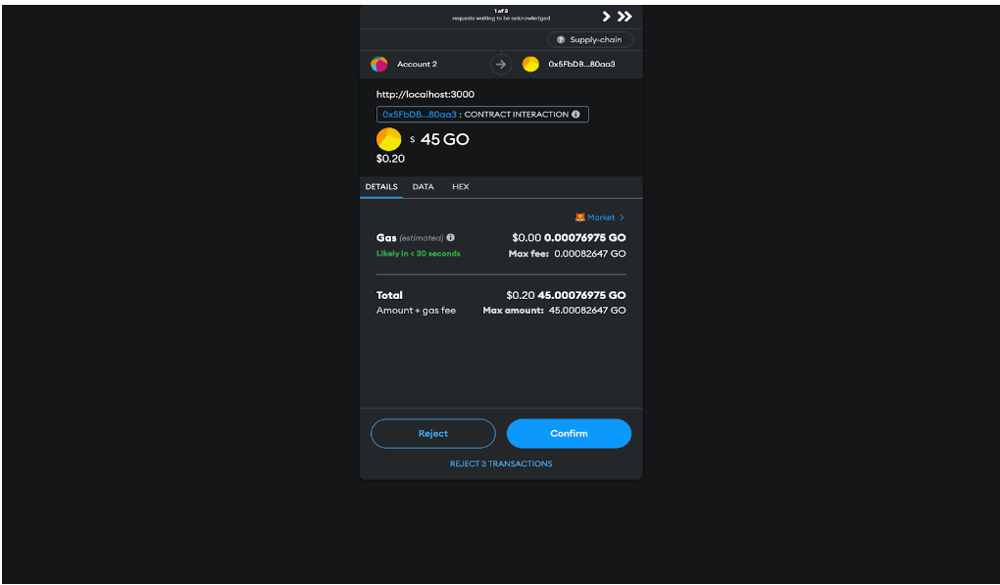 1 of 3
requests waiting to be acknowledged
Supply-chain
Account 2
0x5FbDB...80aa3
http://localhost:3000
0x5FbDB...80aa3 : CONTRACT INTERACTION
S 45 GO
$0.20
DETAILS DATA HEX
Market >
Gas (estimated) $0.00 0.00076975 GO
Likely in < 30 seconds Max fee: 0.00082647 GO
Total $0.20 45.00076975 GO
Amount + gas fee Max amount: 45.00082647 GO
Reject Confirm
REJECT 3 TRANSACTIONS